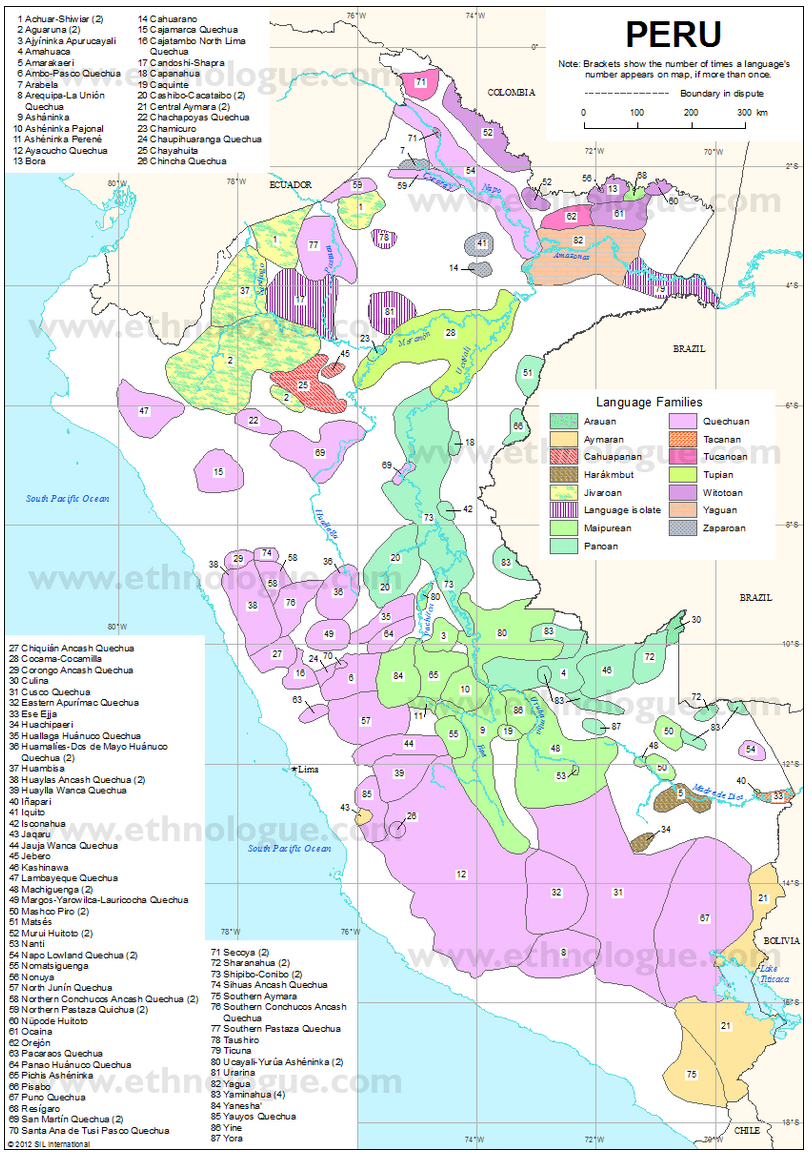 PERU
Note: Brackets show the number of times a language's
number appears on map, if more than once.
Boundary in dispute
0 100 200 300 km
1 Achuar-Shiwiar (2)
2 Aguaruna (2)
3 Ajyíninka Apurucayali
4 Amahuaca
5 Amarakaeri
6 Ambo-Pasco Quechua
7 Arabela
8 Arequipa-La Unión
Quechua
9 Asháninka
10 Ashéninka Pajonal
11 Ashéninka Perené
12 Ayacucho Quechua
13 Bora
14 Cahuarano
15 Cajamarca Quechua
16 Cajatambo North Lima
Quechua
17 Candoshi-Shapra
18 Capanahua
19 Caquinte
20 Cashibo-Cacataibo (2)
21 Central Aymara (2)
22 Chachapoyas Quechua
23 Chamicuro
24 Chaupihuaranga Quechua
25 Chayahuita
26 Chincha Quechua
76°W
0°
COLOMBIA
ECUADOR
80°W
78°W
72°W
70°W
2°S
www.ethnologue.com
Curaray
Napo
Amazonas
Pastaza
Santiago
4°S
Marañón
Ucayali
BRAZIL
6°S
Huallaga
South Pacific Ocean
8°S
Language Families
Arauan
Aymaran
Cahuapanan
Harákmbut
Jivaroan
Language isolate
Maipurean
Panoan
Quechuan
Tacanan
Tucanoan
Tupian
Witotoan
Yaguan
Zaparoan
BRAZIL
80°W
Pachitea
10°S
Urubamba
Ene
Lima
Madre de Dios
12°S
South Pacific Ocean
14°S
BOLIVIA
Lake
Titicaca
16°S
78°W
76°W
18°S
CHILE
74°W
72°W
70°W
27 Chiquián Ancash Quechua
28 Cocama-Cocamilla
29 Corongo Ancash Quechua
30 Culina
31 Cusco Quechua
32 Eastern Apurímac Quechua
33 Ese Ejja
34 Huachipaeri
35 Huallaga Huánuco Quechua
36 Huamalíes-Dos de Mayo Huánuco
Quechua (2)
37 Huambisa
38 Huaylas Ancash Quechua (2)
39 Huaylla Wanca Quechua
40 Iñapari
41 Iquito
42 Isconahua
43 Jaqaru
44 Jauja Wanca Quechua
45 Jebero
46 Kashinawa
47 Lambayeque Quechua
48 Machiguenga (2)
49 Margos-Yarowilca-Lauricocha Quechua
50 Mashco Piro (2)
51 Matsés
52 Murui Huitoto (2)
53 Nanti
54 Napo Lowland Quechua (2)
55 Nomatsiguenga
56 Nonuya
57 North Junín Quechua
58 Northern Conchucos Ancash Quechua (2)
59 Northern Pastaza Quichua (2)
60 Nüpode Huitoto
61 Ocaina
62 Orejón
63 Pacaraos Quechua
64 Panao Huánuco Quechua
65 Pichis Ashéninka
66 Pisabo
67 Puno Quechua
68 Resígaro
69 San Martín Quechua (2)
70 Santa Ana de Tusi Pasco Quechua
© 2012 SIL International
71 Secoya (2)
72 Sharanahua (2)
73 Shipibo-Conibo (2)
74 Sihuas Ancash Quechua
75 Southern Aymara
76 Southern Conchucos Ancash
Quechua
77 Southern Pastaza Quechua
78 Taushiro
79 Ticuna
80 Ucayali-Yurúa Ashéninka (2)
81 Urarina
82 Yagua
83 Yaminahua (4)
84 Yanesha'
85 Yauyos Quechua
86 Yine
87 Yora